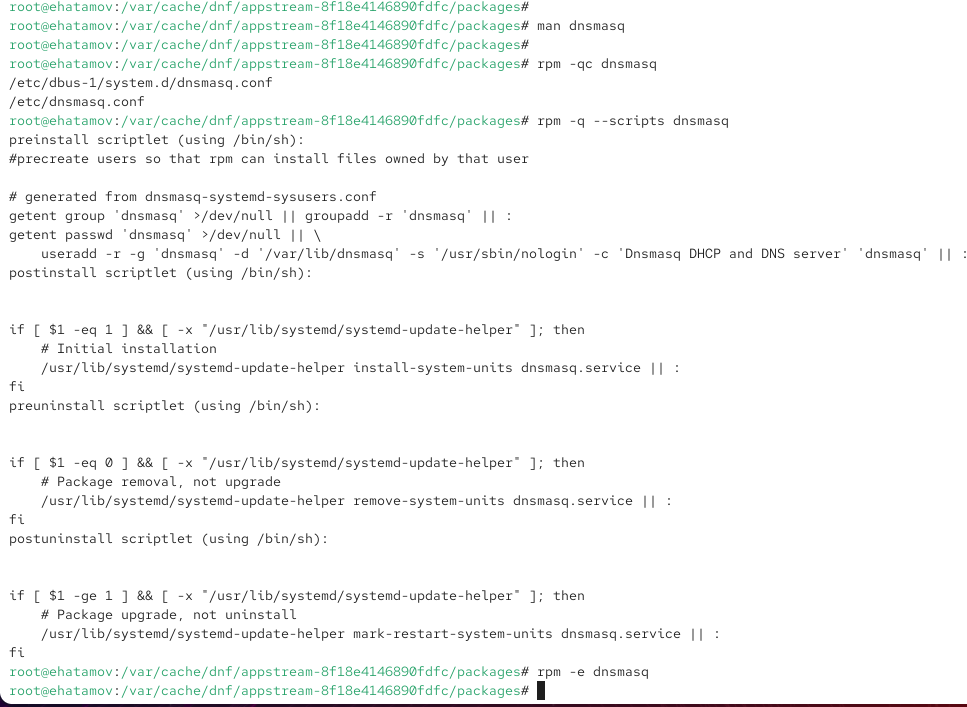 root@ehatamov:/var/cache/dnf/appstream-8f18e4146890fdfc/packages#
root@ehatamov:/var/cache/dnf/appstream-8f18e4146890fdfc/packages# man dnsmasq
root@ehatamov:/var/cache/dnf/appstream-8f18e4146890fdfc/packages#
root@ehatamov:/var/cache/dnf/appstream-8f18e4146890fdfc/packages# rpm -qc dnsmasq
/etc/dbus-1/system.d/dnsmasq.conf
/etc/dnsmasq.conf
root@ehatamov:/var/cache/dnf/appstream-8f18e4146890fdfc/packages# rpm -q --scripts dnsmasq
preinstall scriptlet (using /bin/sh):
#precreate users so that rpm can install files owned by that user

# generated from dnsmasq-systemd-sysusers.conf
getent group 'dnsmasq' >/dev/null || groupadd -r 'dnsmasq' || :
getent passwd 'dnsmasq' >/dev/null || \
    useradd -r -g 'dnsmasq' -d '/var/lib/dnsmasq' -s '/usr/sbin/nologin' -c 'Dnsmasq DHCP and DNS server' 'dnsmasq' || :
postinstall scriptlet (using /bin/sh):


if [ $1 -eq 1 ] && [ -x "/usr/lib/systemd/systemd-update-helper" ]; then
    # Initial installation
    /usr/lib/systemd/systemd-update-helper install-system-units dnsmasq.service || :
fi
preuninstall scriptlet (using /bin/sh):


if [ $1 -eq 0 ] && [ -x "/usr/lib/systemd/systemd-update-helper" ]; then
    # Package removal, not upgrade
    /usr/lib/systemd/systemd-update-helper remove-system-units dnsmasq.service || :
fi
postuninstall scriptlet (using /bin/sh):


if [ $1 -ge 1 ] && [ -x "/usr/lib/systemd/systemd-update-helper" ]; then
    # Package upgrade, not uninstall
    /usr/lib/systemd/systemd-update-helper mark-restart-system-units dnsmasq.service || :
fi
root@ehatamov:/var/cache/dnf/appstream-8f18e4146890fdfc/packages# rpm -e dnsmasq
root@ehatamov:/var/cache/dnf/appstream-8f18e4146890fdfc/packages#